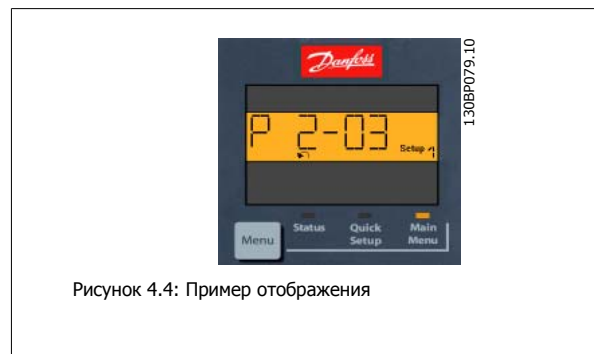 Danfoss
130BP079.10
P 2-03 Setup 1
Status Quick Setup Main Menu
Menu
Рисунок 4.4: Пример отображения